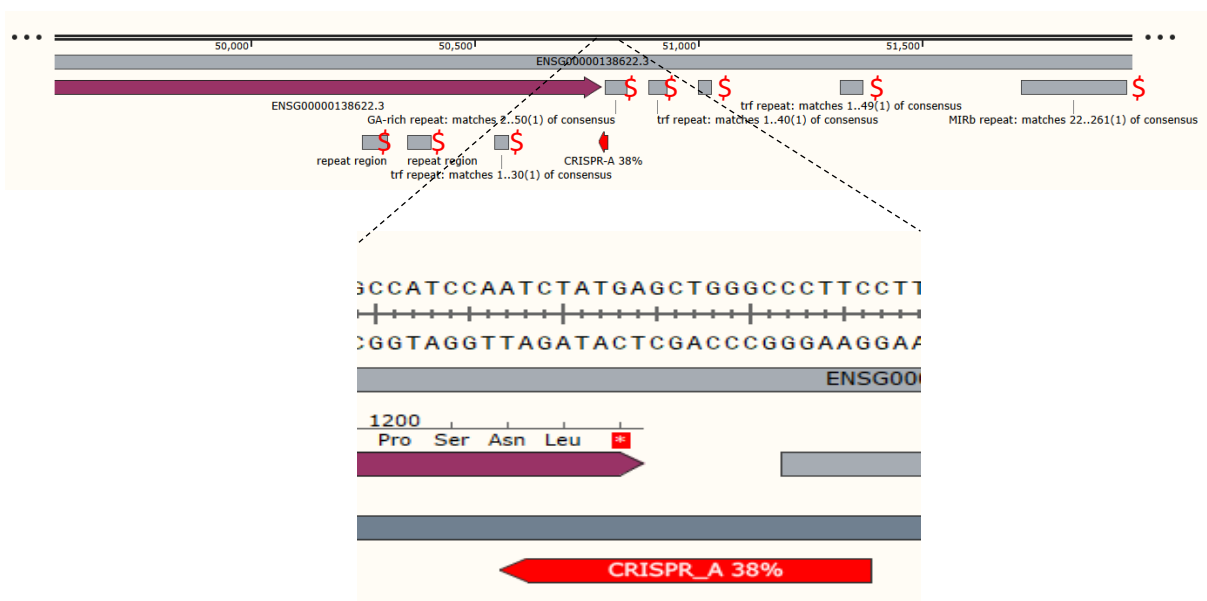 50,000 50,500 51,000 51,500
ENSG00000138622.3
$ $ $ $ $
ENSG00000138622.3
trf repeat: matches 1..49(1) of consensus
GA-rich repeat: matches 2..50(1) of consensus trf repeat: matches 1..40(1) of consensus MIRb repeat: matches 22..261(1) of consensus
$ $ $
repeat region repeat region CRISPR-A 38%
trf repeat: matches 1..30(1) of consensus
GCCATCCAATCTATGAGCTGGGCCCTTCCTT
CGGTAGGTTAGATACTCGACCCGGGAAGGAA
ENSG00
1200
Pro Ser Asn Leu *
CRISPR_A 38%